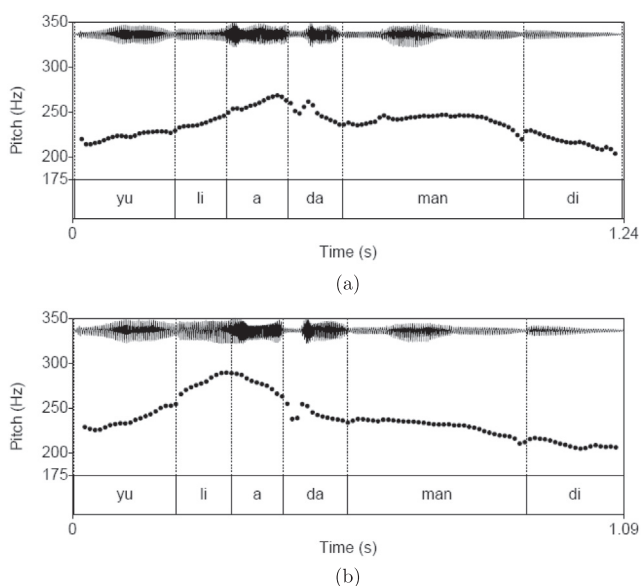 350
300
250
200
175
Pitch (Hz)
yu li a da man di
0 1.24
Time (s)
(a)
350
300
250
200
175
Pitch (Hz)
yu li a da man di
0 1.09
Time (s)
(b)